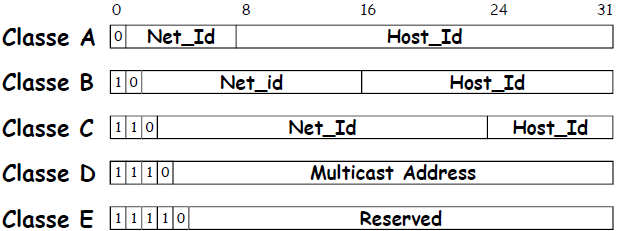 0 8 16 24 31
Classe A 0 Net_Id Host_Id
Classe B 1 0 Net_id Host_Id
Classe C 1 1 0 Net_Id Host_Id
Classe D 1 1 1 0 Multicast Address
Classe E 1 1 1 1 0 Reserved